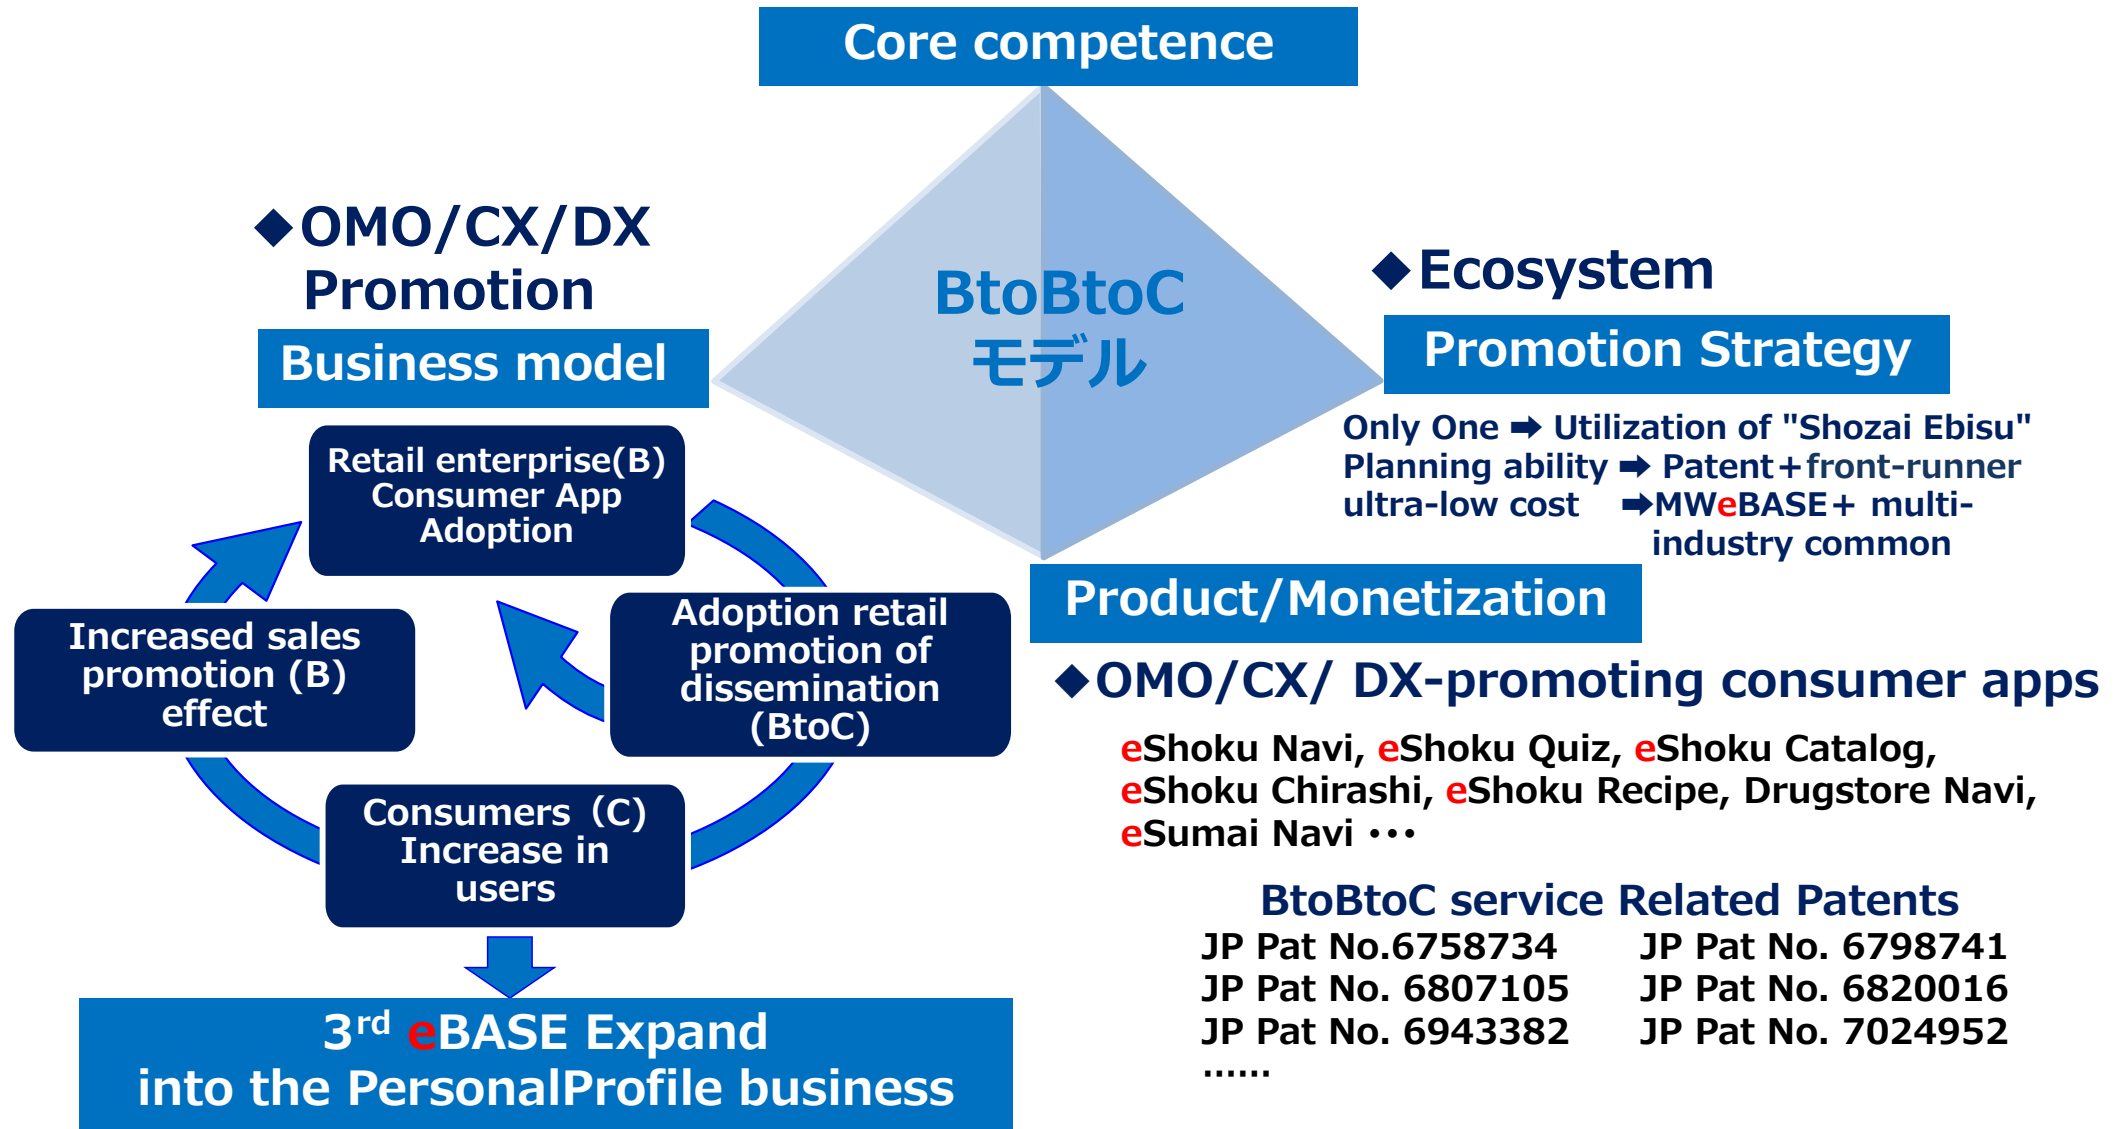 Core competence
◆OMO/CX/DX
Promotion
Business model
BtoBtoC
モデル
◆Ecosystem
Promotion Strategy
Only One ➡ Utilization of "Shozai Ebisu"
Planning ability ➡ Patent+front-runner
ultra-low cost ➡MWeBASE+ multi-
industry common
Retail enterprise(B)
Consumer App
Adoption
Adoption retail
promotion of
dissemination
(BtoC)
Consumers（C)
Increase in
users
Increased sales
promotion (B)
effect
3rd eBASE Expand
into the PersonalProfile business
Product/Monetization
◆OMO/CX/ DX-promoting consumer apps
eShoku Navi, eShoku Quiz, eShoku Catalog,
eShoku Chirashi, eShoku Recipe, Drugstore Navi,
eSumai Navi ・・・
BtoBtoC service Related Patents
JP Pat No.6758734 JP Pat No. 6798741
JP Pat No. 6807105 JP Pat No. 6820016
JP Pat No. 6943382 JP Pat No. 7024952
……